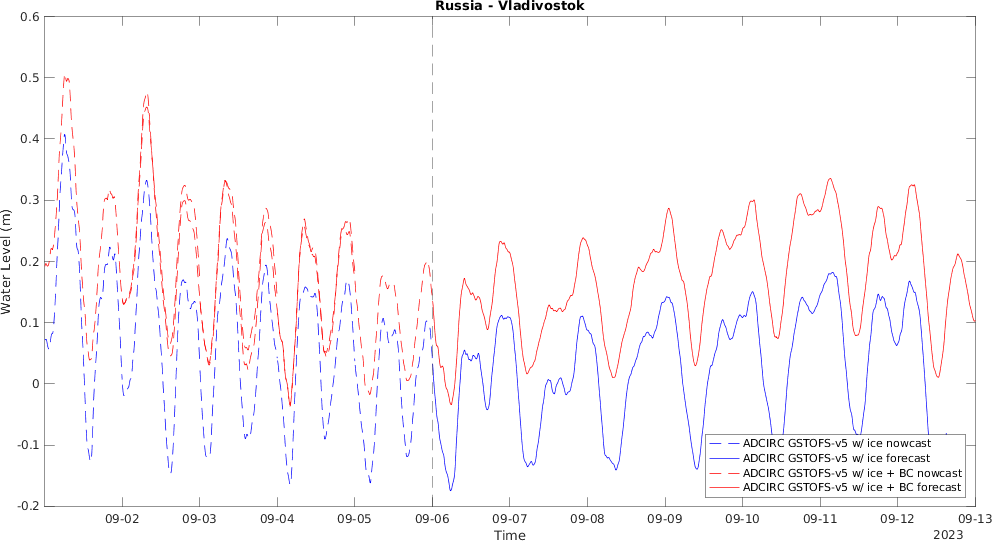 Russia - Vladivostok
Water Level (m)
0.6
0.5
0.4
0.3
0.2
0.1
0
-0.1
-0.2
ADCIRC GSTOFS-v5 w/ ice nowcast
ADCIRC GSTOFS-v5 w/ ice forecast
ADCIRC GSTOFS-v5 w/ ice + BC nowcast
ADCIRC GSTOFS-v5 w/ ice + BC forecast
09-02 09-03 09-04 09-05 09-06 09-07 09-08 09-09 09-10 09-11 09-12 09-13
Time
2023